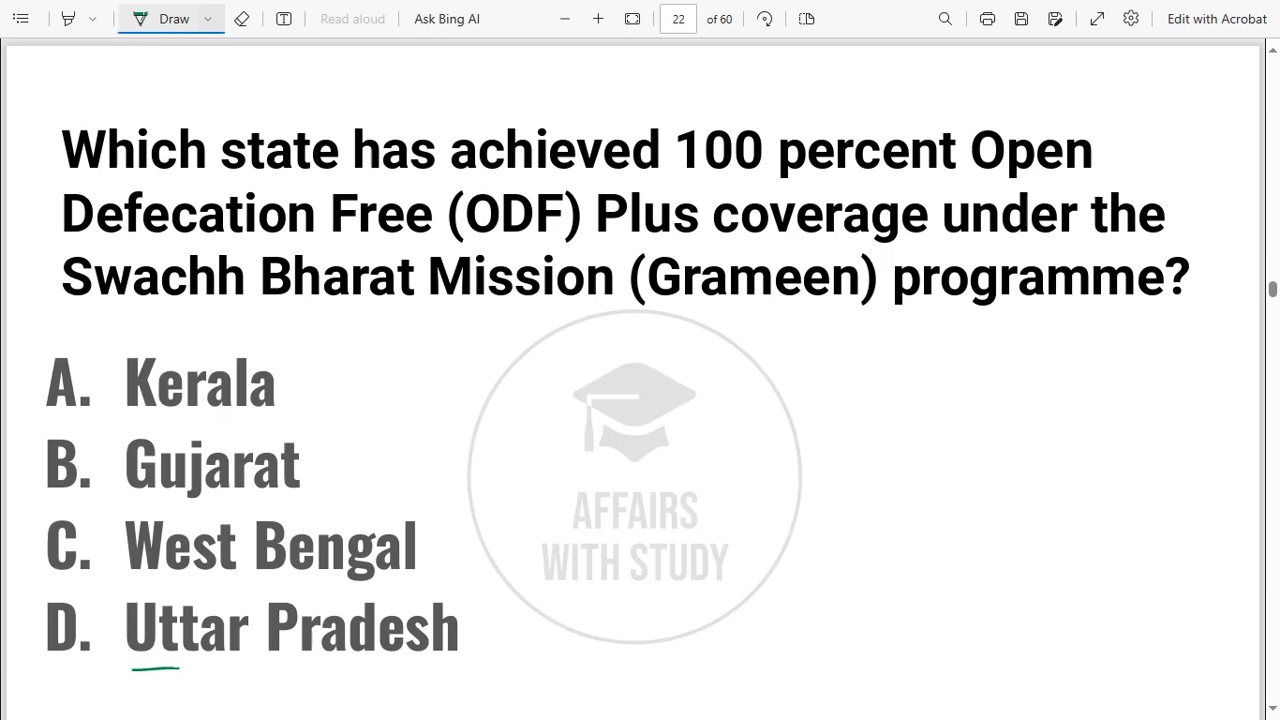 Draw
Read aloud
Ask Bing AI
22
of 60
Edit with Acrobat
Which state has achieved 100 percent Open
Defecation Free (ODF) Plus coverage under the
Swachh Bharat Mission (Grameen) programme?
A. Kerala
B. Gujarat
C. West Bengal
D. Uttar Pradesh
AFFAIRS
WITH STUDY